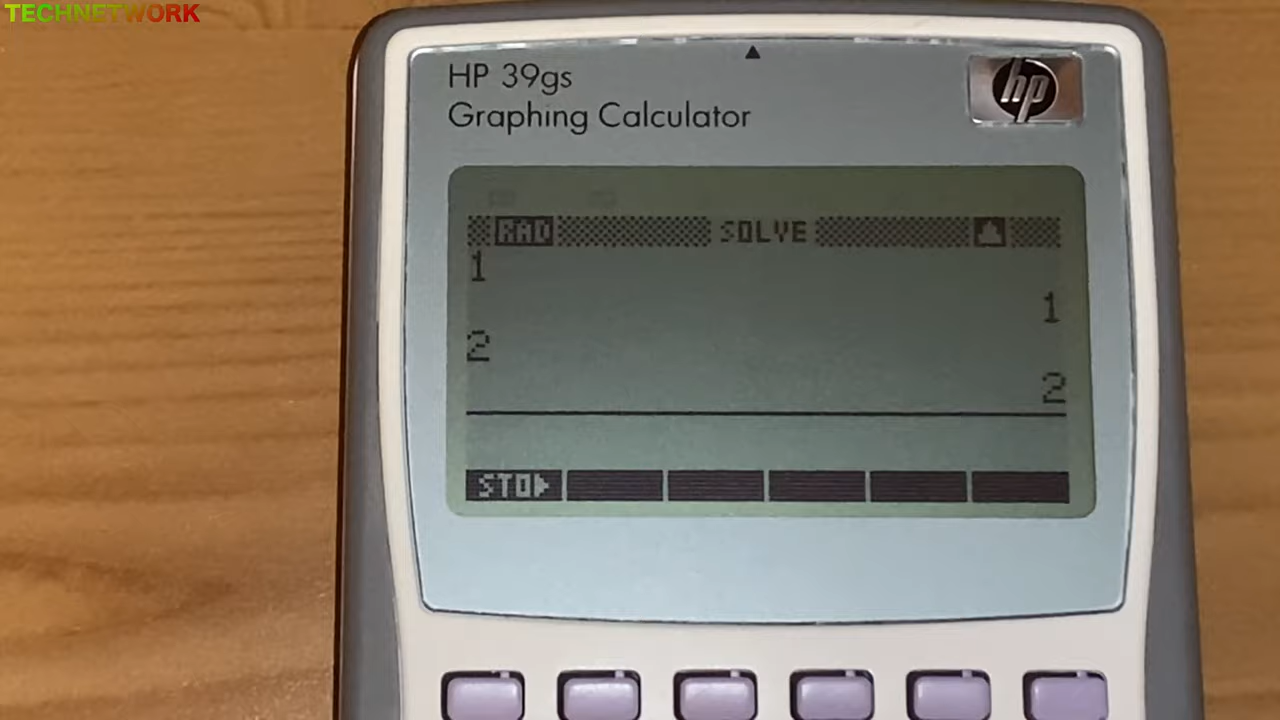 TECHNETWORK
HP 39gs
Graphing Calculator
hp
RAD SOLVE
1
1
2
2
STO▶